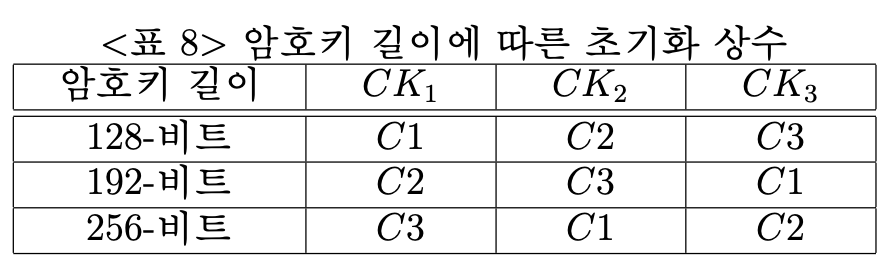 <표 8> 암호키 길이에 따른 초기화 상수
암호키 길이 CK₁ CK₂ CK₃
128-비트 C1 C2 C3
192-비트 C2 C3 C1
256-비트 C3 C1 C2